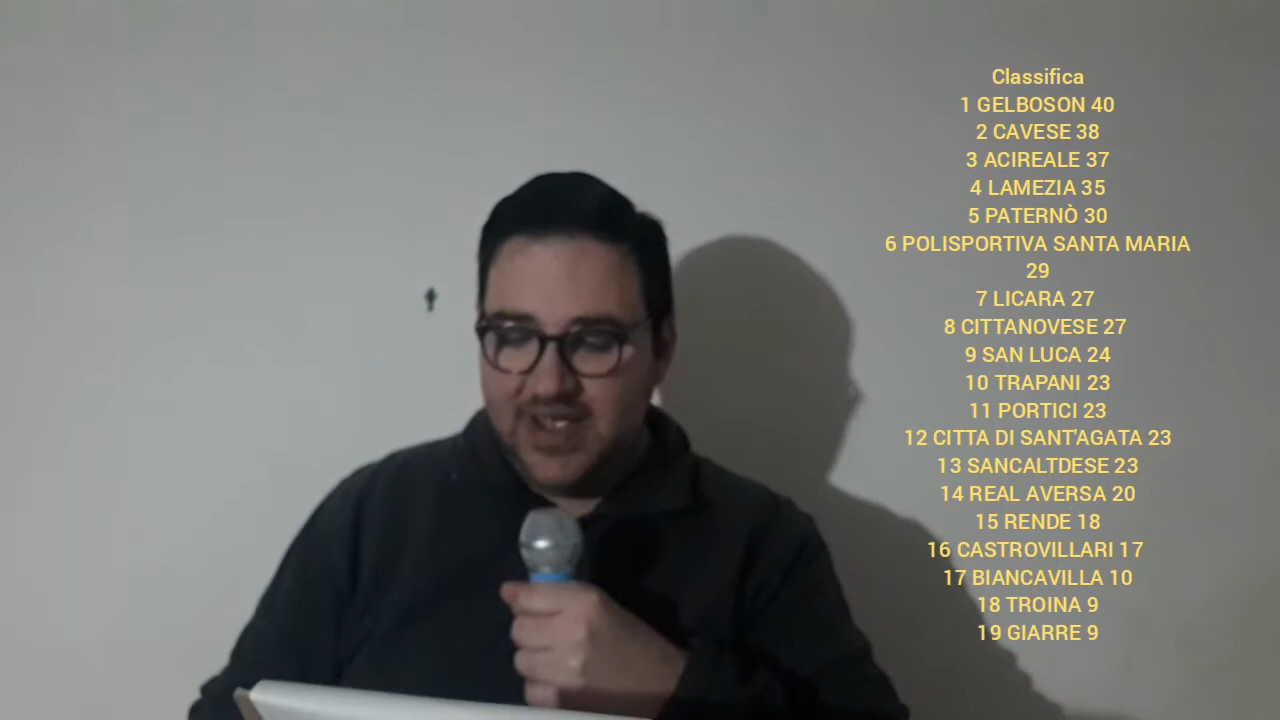 Classifica
1 GELBOSON 40
2 CAVESE 38
3 ACIREALE 37
4 LAMEZIA 35
5 PATERNÒ 30
6 POLISPORTIVA SANTA MARIA
29
7 LICARA 27
8 CITTANOVESE 27
9 SAN LUCA 24
10 TRAPANI 23
11 PORTICI 23
12 CITTA DI SANT'AGATA 23
13 SANCALTDESE 23
14 REAL AVERSA 20
15 RENDE 18
16 CASTROVILLARI 17
17 BIANCAVILLA 10
18 TROINA 9
19 GIARRE 9